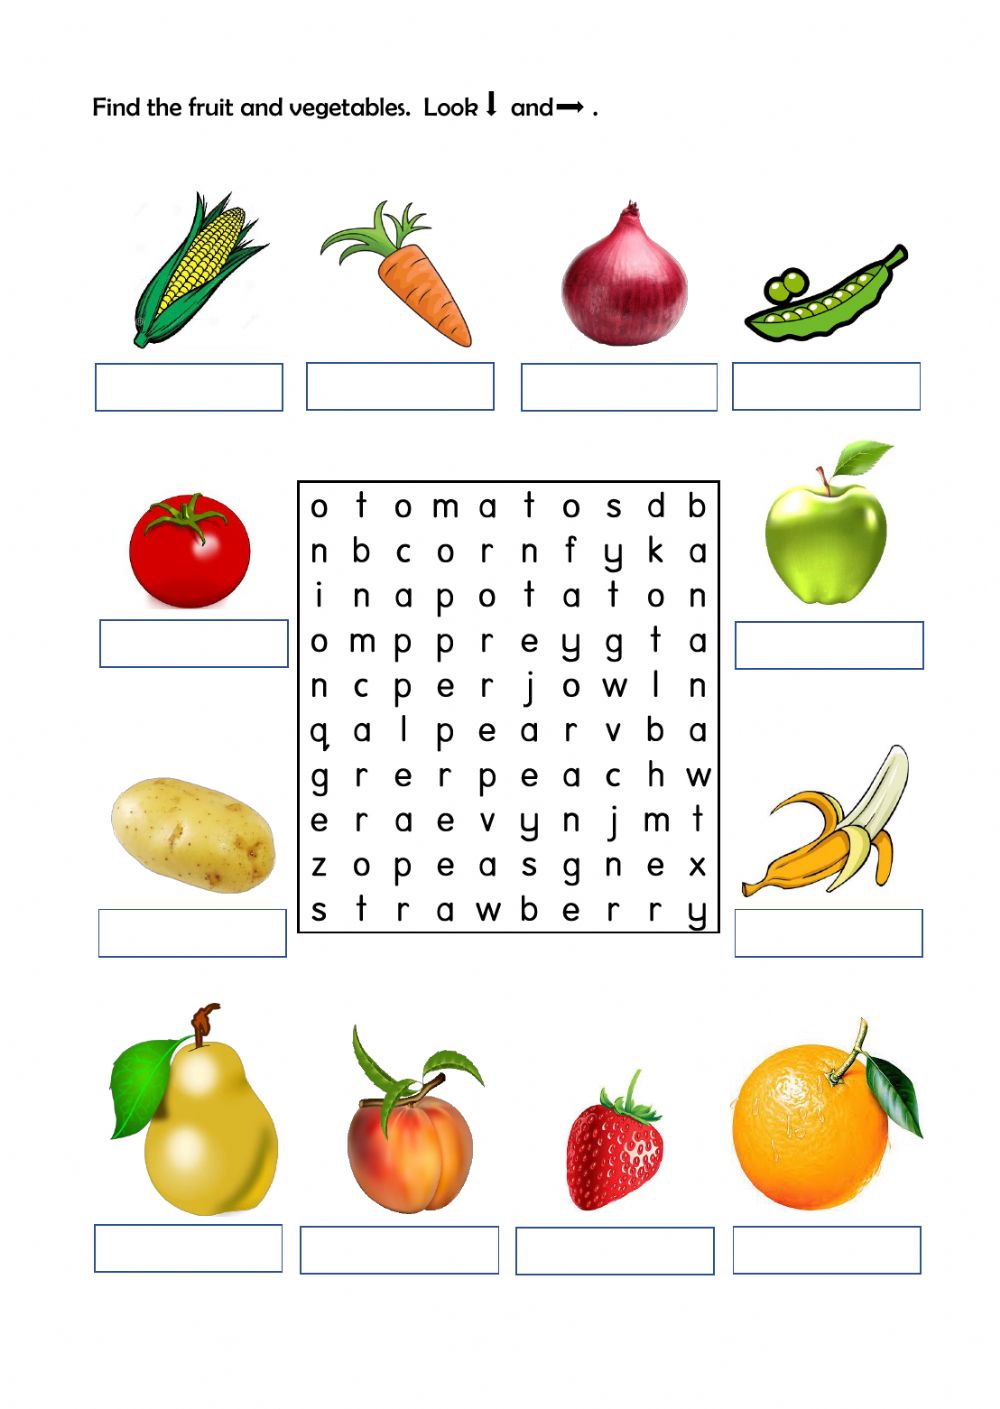 Find the fruit and vegetables. Look ⬇ and ➡ .
o t o m a t o s d b
n b c o r n f y k a
i n a p o t a t o n
o m p p r e y g t a
n c p e r j o w l n
q a l p e a r v b a
g r e r p e a c h w
e r a e v y n j m t
z o p e a s g n e x
s t r a w b e r r y